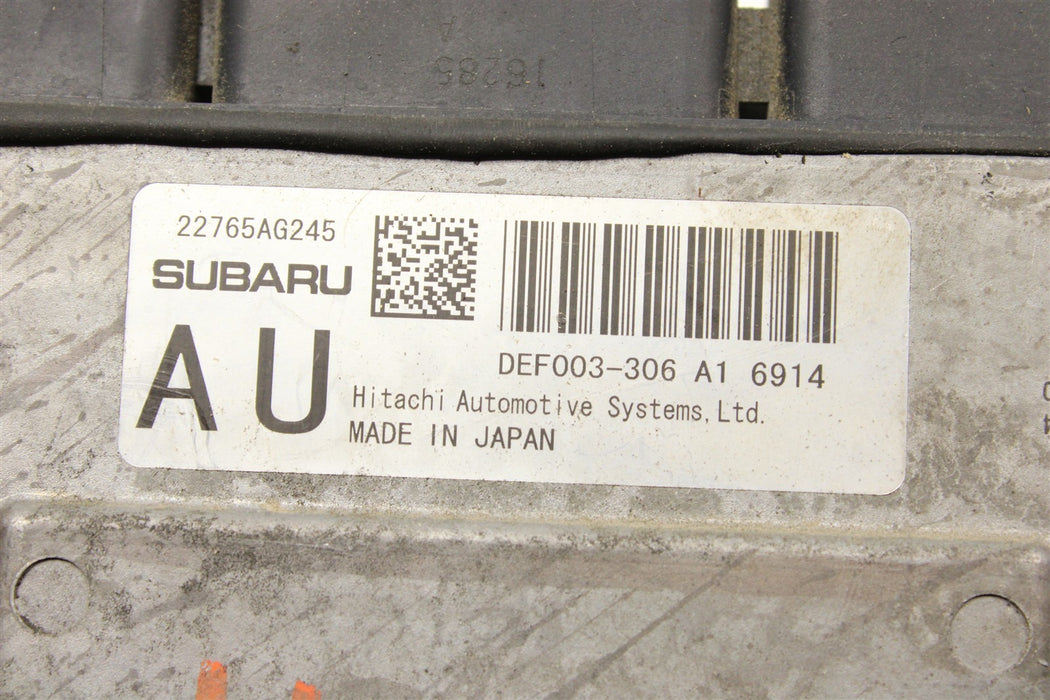 16285
A
22765AG245
SUBARU
AU
DEF003-306 A1 6914
Hitachi Automotive Systems,Ltd.
MADE IN JAPAN